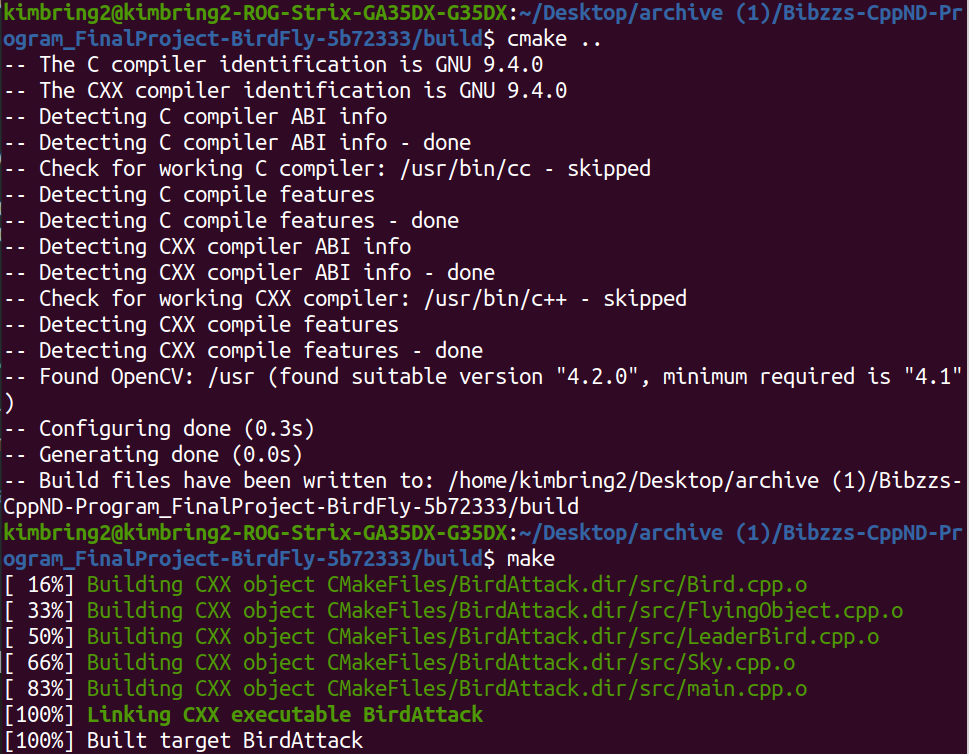 kimbring2@kimbring2-ROG-Strix-GA35DX-G35DX:~/Desktop/archive (1)/Bibzzs-CppND-Pr
ogram_FinalProject-BirdFly-5b72333/build$ cmake ..
-- The C compiler identification is GNU 9.4.0
-- The CXX compiler identification is GNU 9.4.0
-- Detecting C compiler ABI info
-- Detecting C compiler ABI info - done
-- Check for working C compiler: /usr/bin/cc - skipped
-- Detecting C compile features
-- Detecting C compile features - done
-- Detecting CXX compiler ABI info
-- Detecting CXX compiler ABI info - done
-- Check for working CXX compiler: /usr/bin/c++ - skipped
-- Detecting CXX compile features
-- Detecting CXX compile features - done
-- Found OpenCV: /usr (found suitable version "4.2.0", minimum required is "4.1"
)
-- Configuring done (0.3s)
-- Generating done (0.0s)
-- Build files have been written to: /home/kimbring2/Desktop/archive (1)/Bibzzs-
CppND-Program_FinalProject-BirdFly-5b72333/build
kimbring2@kimbring2-ROG-Strix-GA35DX-G35DX:~/Desktop/archive (1)/Bibzzs-CppND-Pr
ogram_FinalProject-BirdFly-5b72333/build$ make
[ 16%] Building CXX object CMakeFiles/BirdAttack.dir/src/Bird.cpp.o
[ 33%] Building CXX object CMakeFiles/BirdAttack.dir/src/FlyingObject.cpp.o
[ 50%] Building CXX object CMakeFiles/BirdAttack.dir/src/LeaderBird.cpp.o
[ 66%] Building CXX object CMakeFiles/BirdAttack.dir/src/Sky.cpp.o
[ 83%] Building CXX object CMakeFiles/BirdAttack.dir/src/main.cpp.o
[100%] Linking CXX executable BirdAttack
[100%] Built target BirdAttack